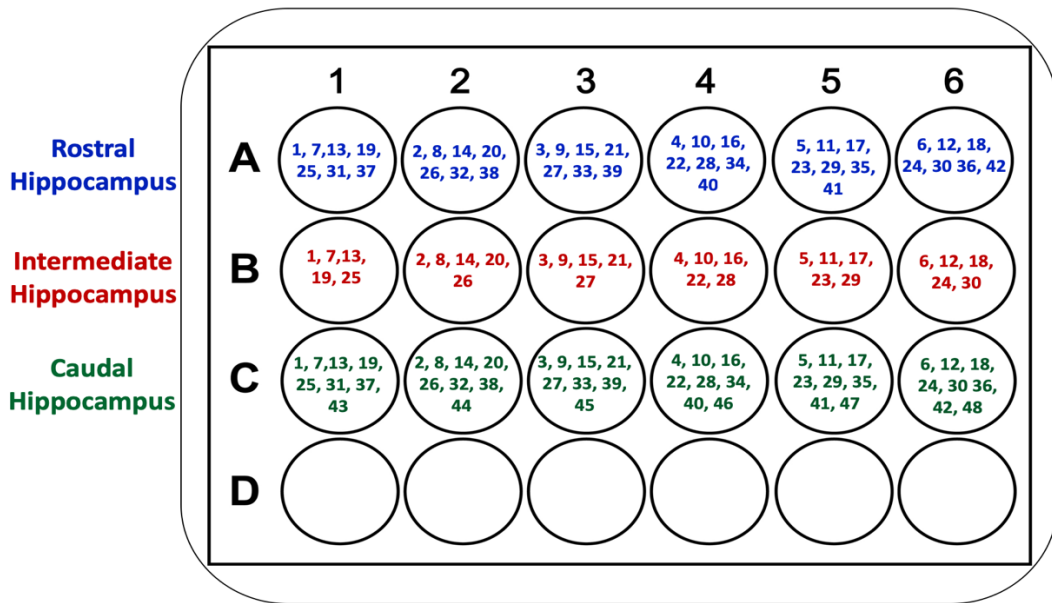 1 2 3 4 5 6
Rostral
Hippocampus
A
1, 7,13, 19,
25, 31, 37
2, 8, 14, 20,
26, 32, 38
3, 9, 15, 21,
27, 33, 39
4, 10, 16,
22, 28, 34,
40
5, 11, 17,
23, 29, 35,
41
6, 12, 18,
24, 30 36, 42
Intermediate
Hippocampus
B
1, 7,13,
19, 25
2, 8, 14, 20,
26
3, 9, 15, 21,
27
4, 10, 16,
22, 28
5, 11, 17,
23, 29
6, 12, 18,
24, 30
Caudal
Hippocampus
C
1, 7,13, 19,
25, 31, 37,
43
2, 8, 14, 20,
26, 32, 38,
44
3, 9, 15, 21,
27, 33, 39,
45
4, 10, 16,
22, 28, 34,
40, 46
5, 11, 17,
23, 29, 35,
41, 47
6, 12, 18,
24, 30 36,
42, 48
D